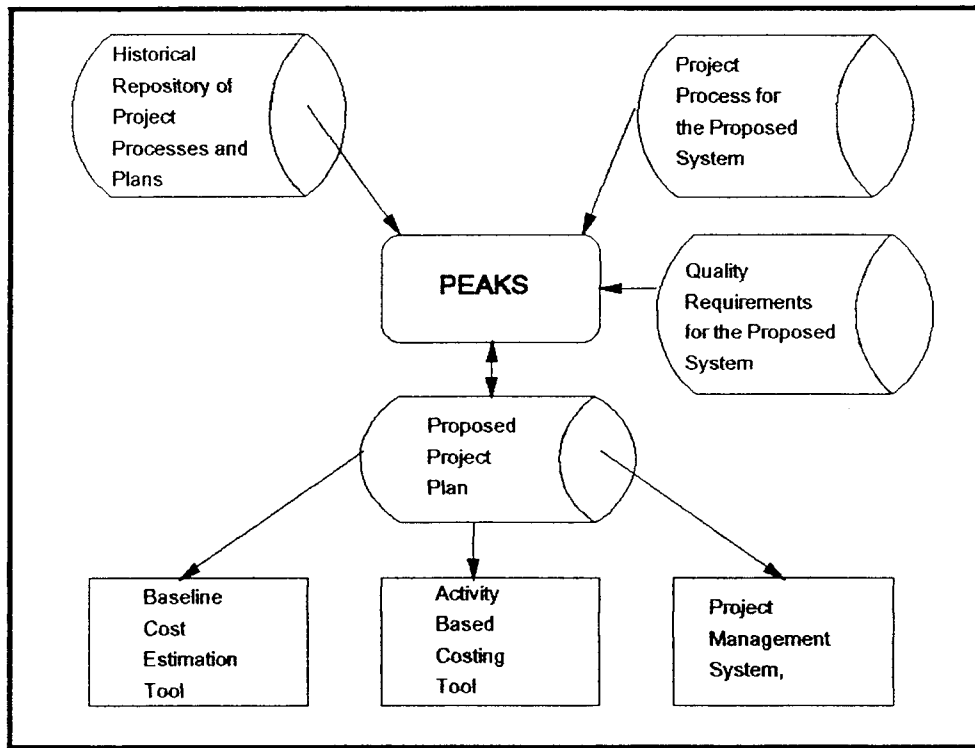 Historical
Repository of
Project
Processes and
Plans
Project
Process for
the Proposed
System
PEAKS
Quality
Requirements
for the Proposed
System
Proposed
Project
Plan
Baseline
Cost
Estimation
Tool
Activity
Based
Costing
Tool
Project
Management
System,